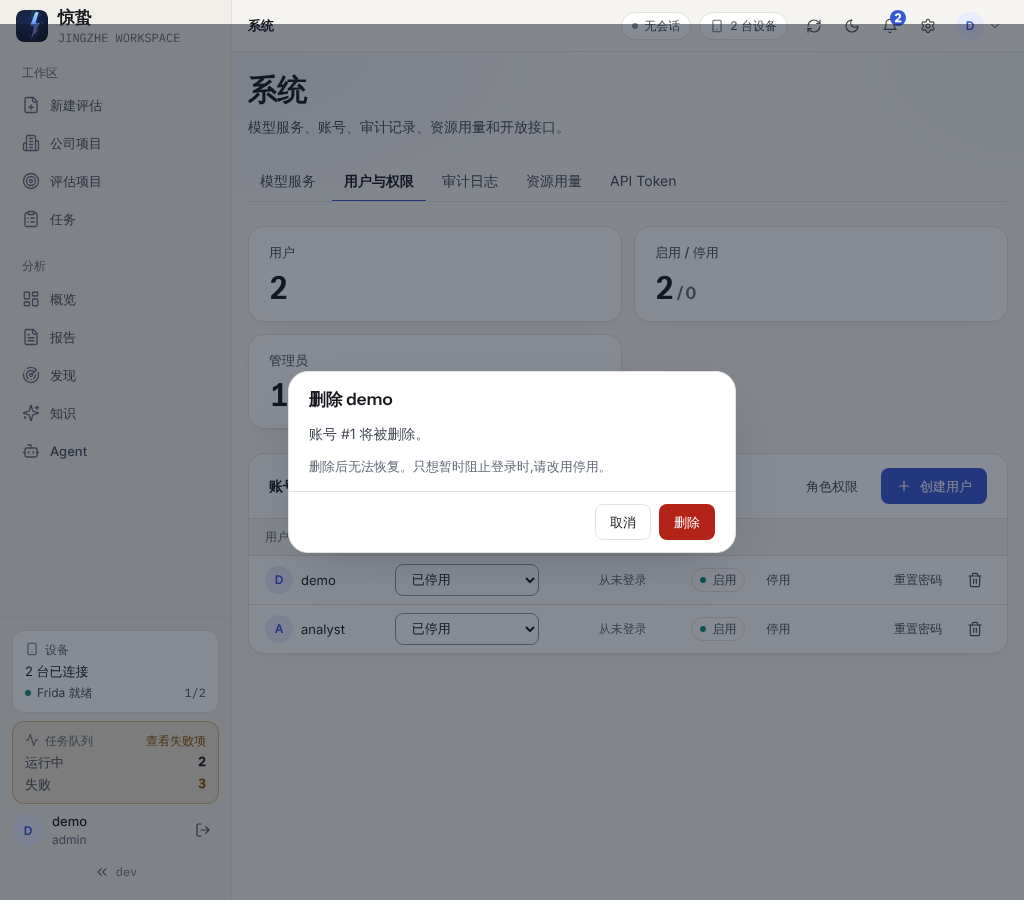 惊蛰
JINGZHE WORKSPACE
工作区
新建评估
公司项目
评估项目
任务
分析
概览
报告
发现
知识
Agent
设备
2 台已连接
Frida 就绪 1/2
任务队列 查看失败项
运行中 2
失败 3
D demo
admin
dev
系统 无会话 2 台设备 2 D
系统
模型服务、账号、审计记录、资源用量和开放接口。
模型服务 用户与权限 审计日志 资源用量 API Token
用户
2
启用 / 停用
2 / 0
管理员
1
删除 demo
账号 #1 将被删除。
删除后无法恢复。只想暂时阻止登录时,请改用停用。
取消 删除
角色权限 创建用户
用户
D demo 已停用 从未登录 启用 停用 重置密码
A analyst 已停用 从未登录 启用 停用 重置密码